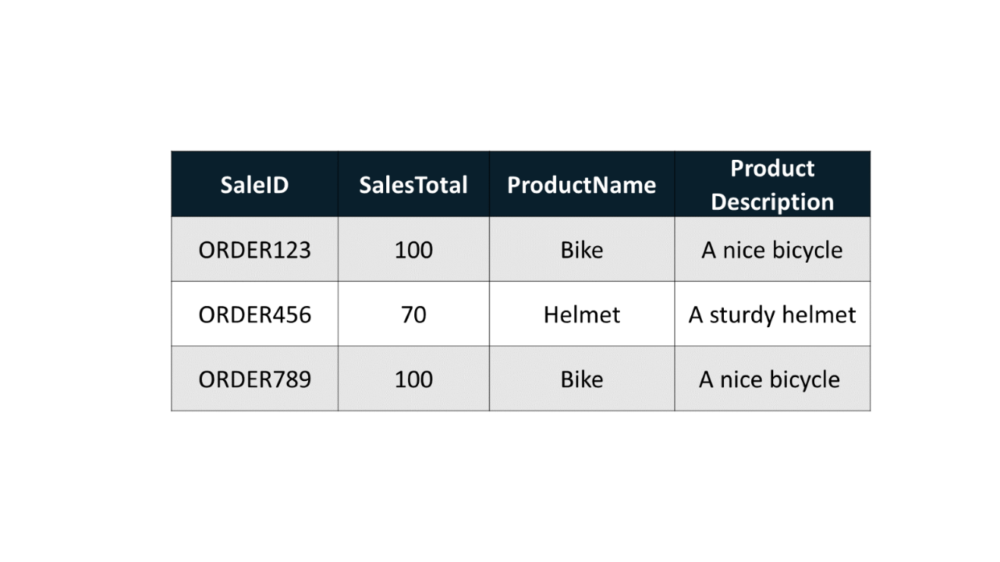 SaleID SalesTotal ProductName Product Description
ORDER123 100 Bike A nice bicycle
ORDER456 70 Helmet A sturdy helmet
ORDER789 100 Bike A nice bicycle